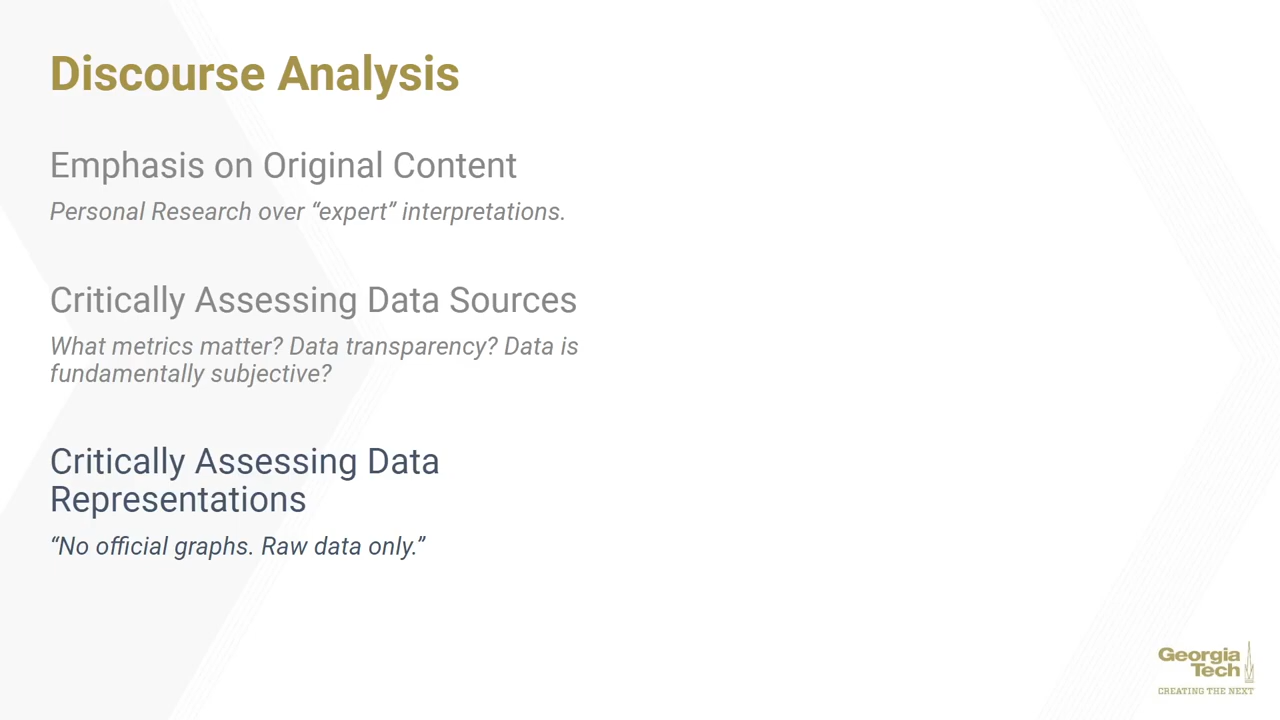 Discourse Analysis
Emphasis on Original Content
Personal Research over “expert” interpretations.
Critically Assessing Data Sources
What metrics matter? Data transparency? Data is
fundamentally subjective?
Critically Assessing Data
Representations
“No official graphs. Raw data only.”
Georgia
Tech
CREATING THE NEXT